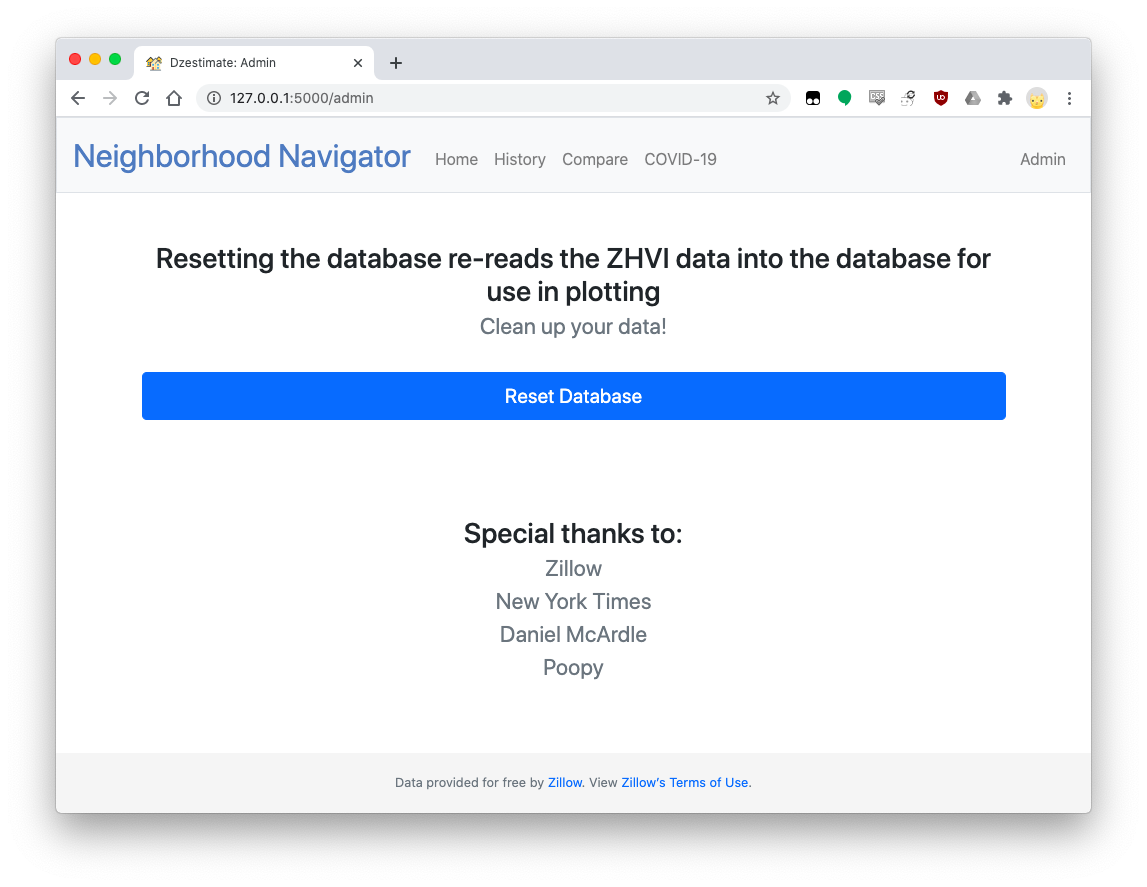 Dzestimate: Admin
127.0.0.1:5000/admin
Neighborhood Navigator Home History Compare COVID-19 Admin
Resetting the database re-reads the ZHVI data into the database for
use in plotting
Clean up your data!
Reset Database
Special thanks to:
Zillow
New York Times
Daniel McArdle
Poopy
Data provided for free by Zillow. View Zillow’s Terms of Use.